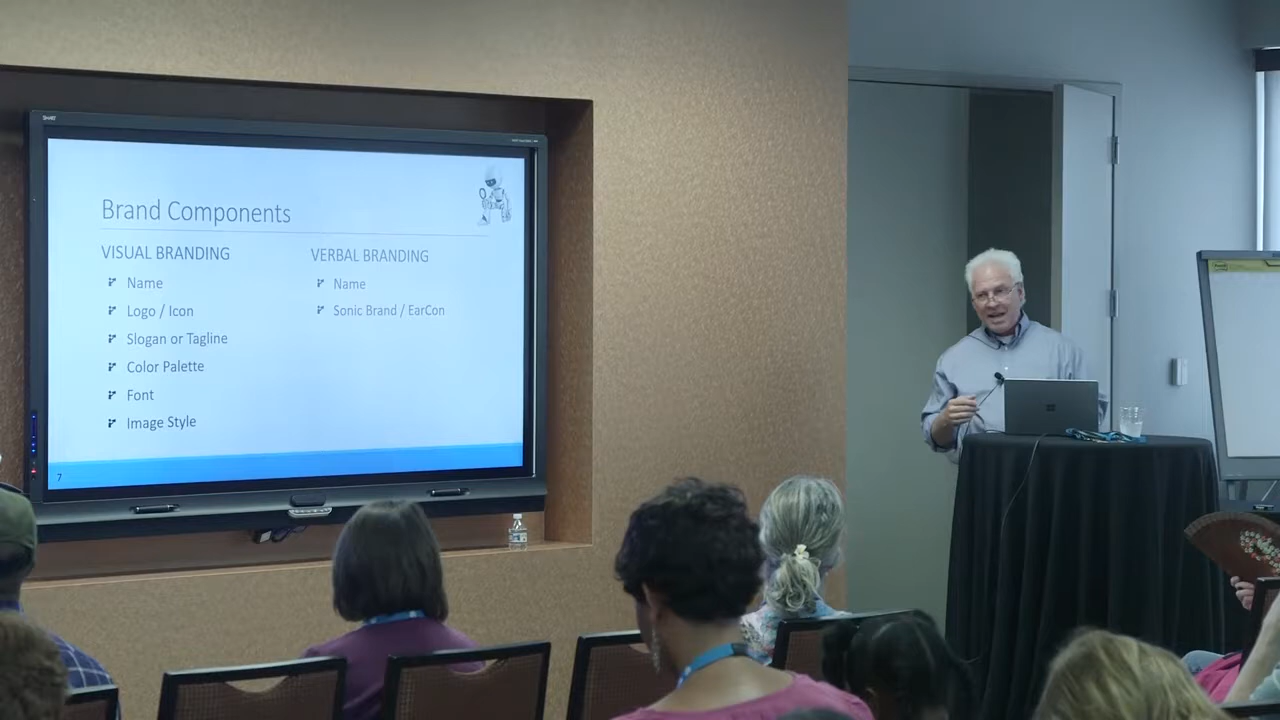 SMART
Brand Components
VISUAL BRANDING
Name
Logo / Icon
Slogan or Tagline
Color Palette
Font
Image Style
VERBAL BRANDING
Name
Sonic Brand / EarCon
7